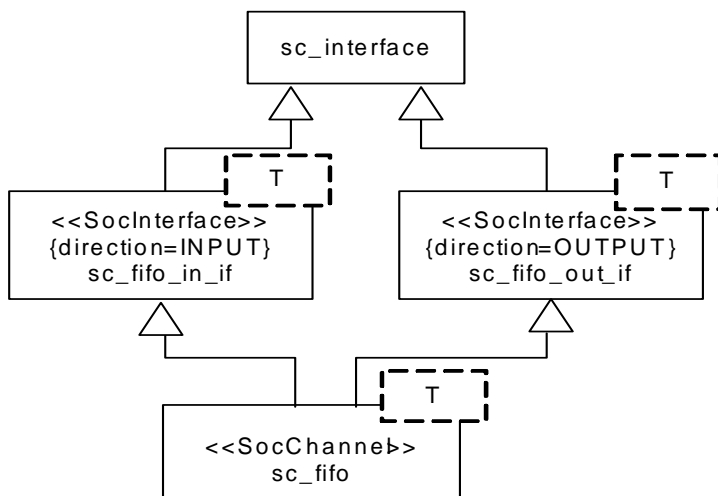 sc_interface
T
T
<<SocInterface>>
{direction=INPUT}
sc_fifo_in_if
<<SocInterface>>
{direction=OUTPUT}
sc_fifo_out_if
T
<<SocChannel>>
sc_fifo